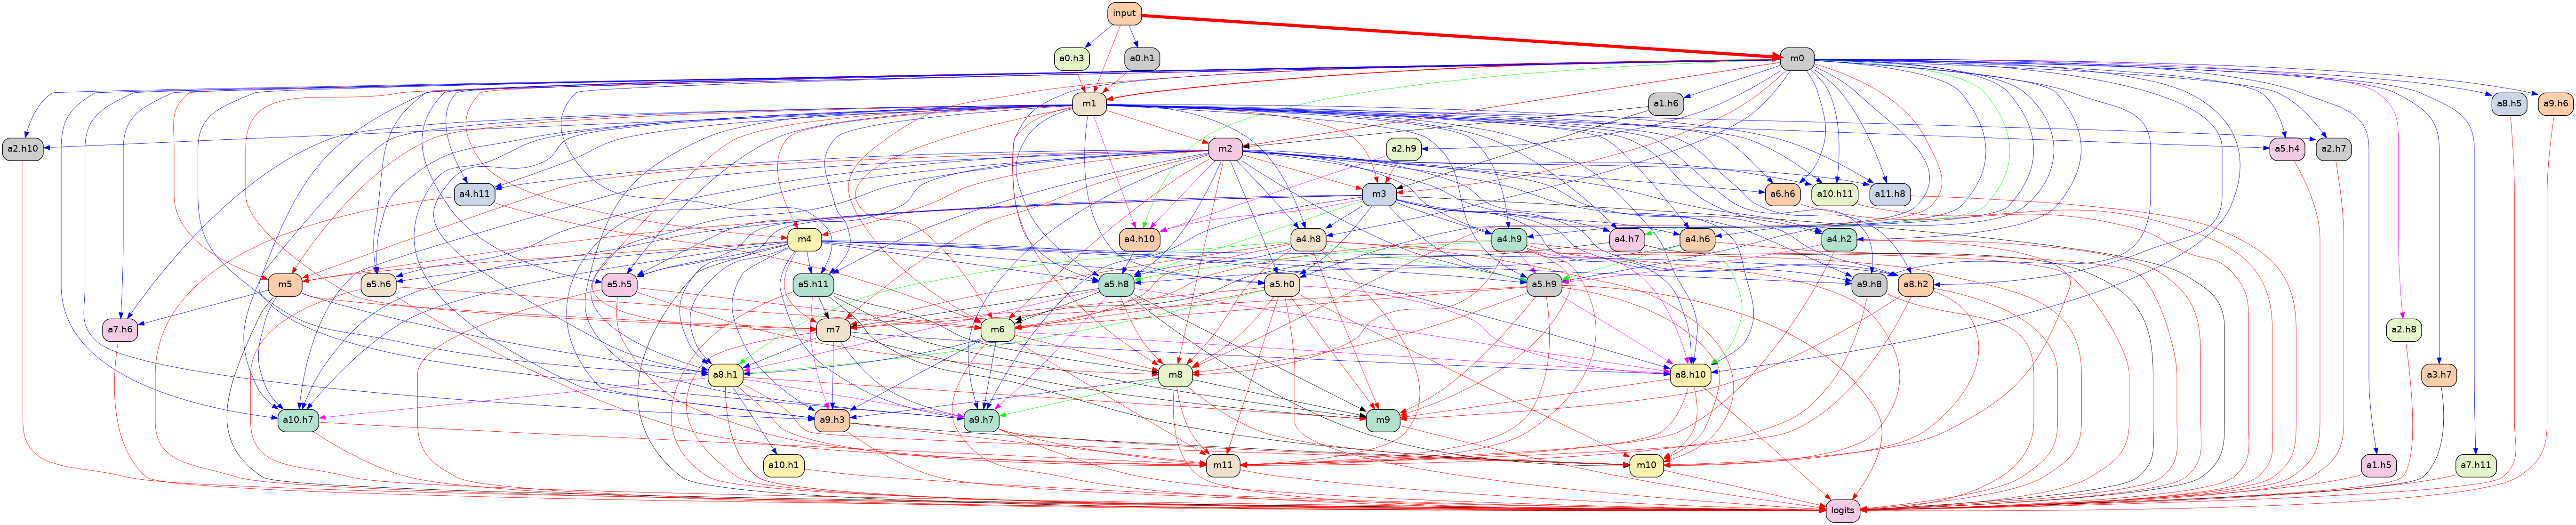 input
a0.h3 a0.h1 m0
m1 a1.h6 a8.h5 a9.h6
a2.h10 m2 a2.h9 a5.h4 a2.h7
a4.h11 m3 a6.h6 a10.h11 a11.h8
m4 a4.h10 a4.h8 a4.h9 a4.h7 a4.h6 a4.h2
m5 a5.h6 a5.h5 a5.h11 a5.h8 a5.h0 a5.h9 a9.h8 a8.h2
a7.h6 m7 m6 a2.h8
a8.h1 m8 a8.h10 a3.h7
a10.h7 a9.h3 a9.h7 m9
a10.h1 m11 m10 a1.h5 a7.h11
logits